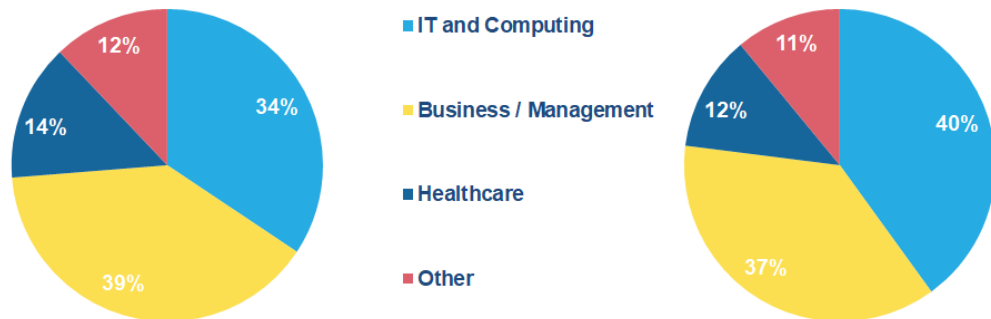 12%
34%
14%
39%
IT and Computing
Business / Management
Healthcare
Other
11%
40%
12%
37%